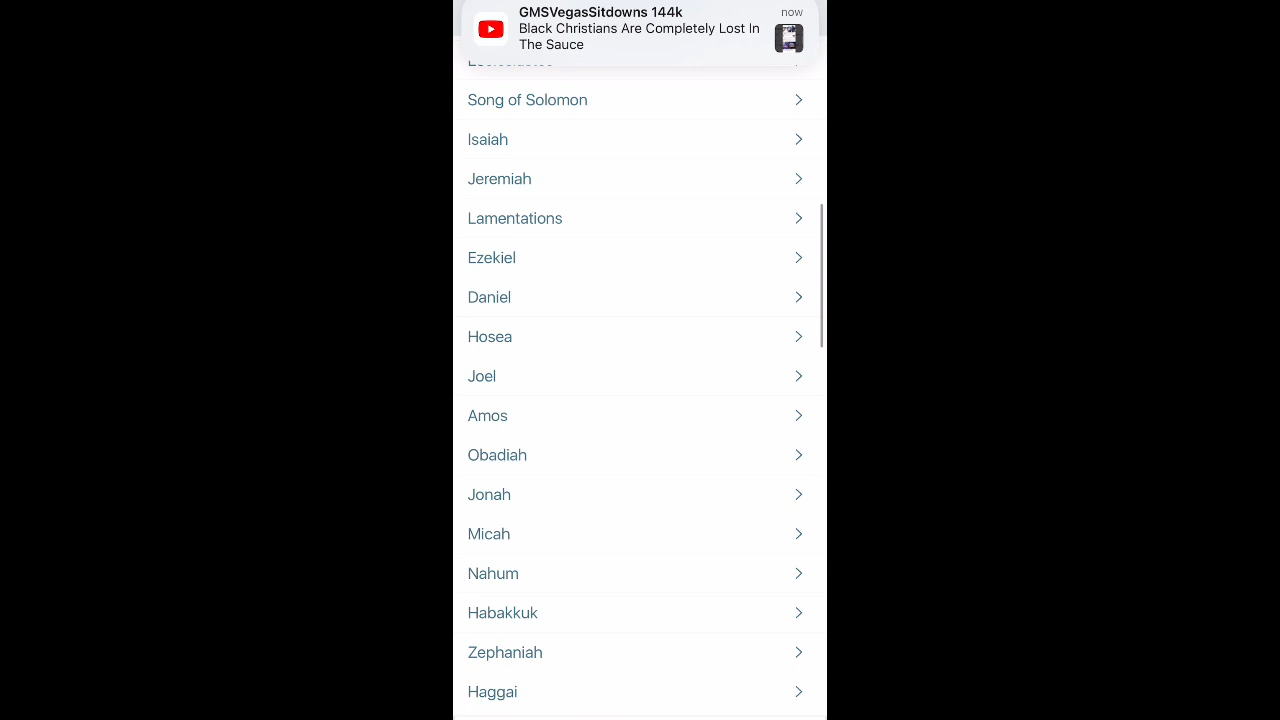 GMSVegasSitdowns 144k
now
Black Christians Are Completely Lost In
The Sauce
Song of Solomon
Isaiah
Jeremiah
Lamentations
Ezekiel
Daniel
Hosea
Joel
Amos
Obadiah
Jonah
Micah
Nahum
Habakkuk
Zephaniah
Haggai